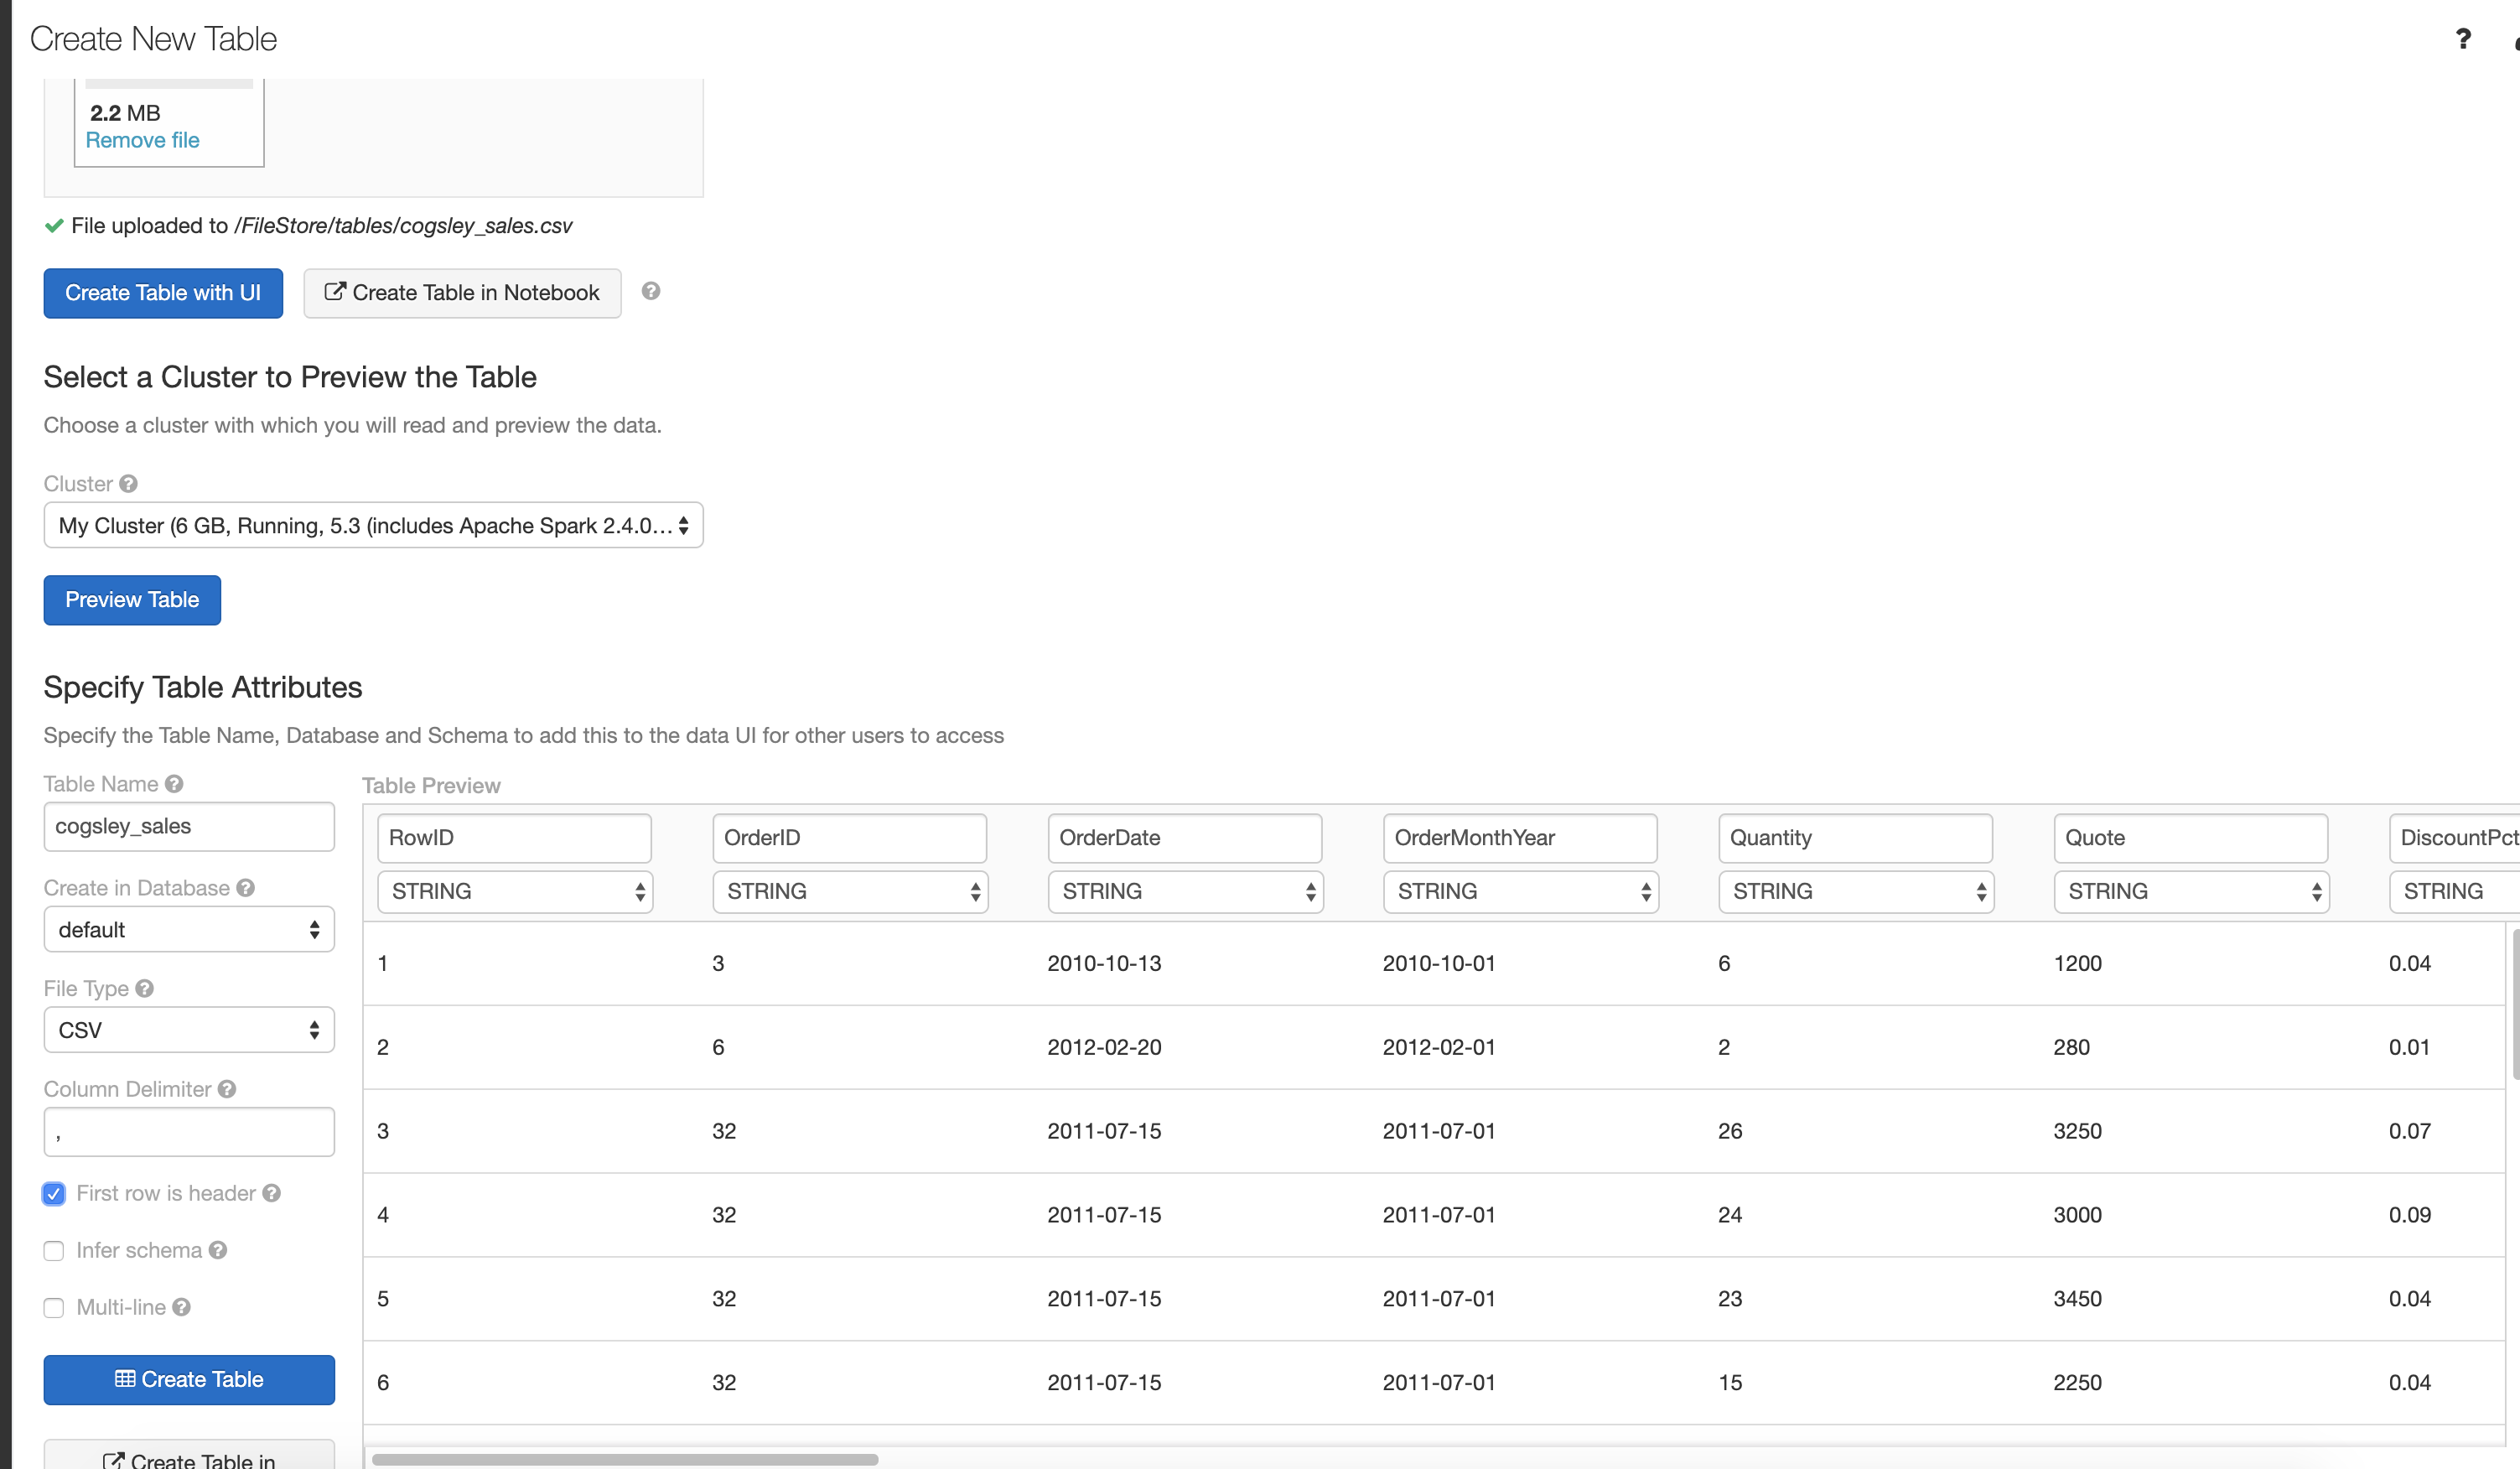 Create New Table
?
2.2 MB
Remove file
File uploaded to /FileStore/tables/cogsley_sales.csv
Create Table with UI
Create Table in Notebook
?
Select a Cluster to Preview the Table
Choose a cluster with which you will read and preview the data.
Cluster ?
My Cluster (6 GB, Running, 5.3 (includes Apache Spark 2.4.0...
Preview Table
Specify Table Attributes
Specify the Table Name, Database and Schema to add this to the data UI for other users to access
Table Name ?
cogsley_sales
Create in Database ?
default
File Type ?
CSV
Column Delimiter ?
,
First row is header ?
Infer schema ?
Multi-line ?
Create Table
Create Table in
Table Preview
RowID OrderID OrderDate OrderMonthYear Quantity Quote DiscountPct
STRING STRING STRING STRING STRING STRING STRING
1 3 2010-10-13 2010-10-01 6 1200 0.04
2 6 2012-02-20 2012-02-01 2 280 0.01
3 32 2011-07-15 2011-07-01 26 3250 0.07
4 32 2011-07-15 2011-07-01 24 3000 0.09
5 32 2011-07-15 2011-07-01 23 3450 0.04
6 32 2011-07-15 2011-07-01 15 2250 0.04